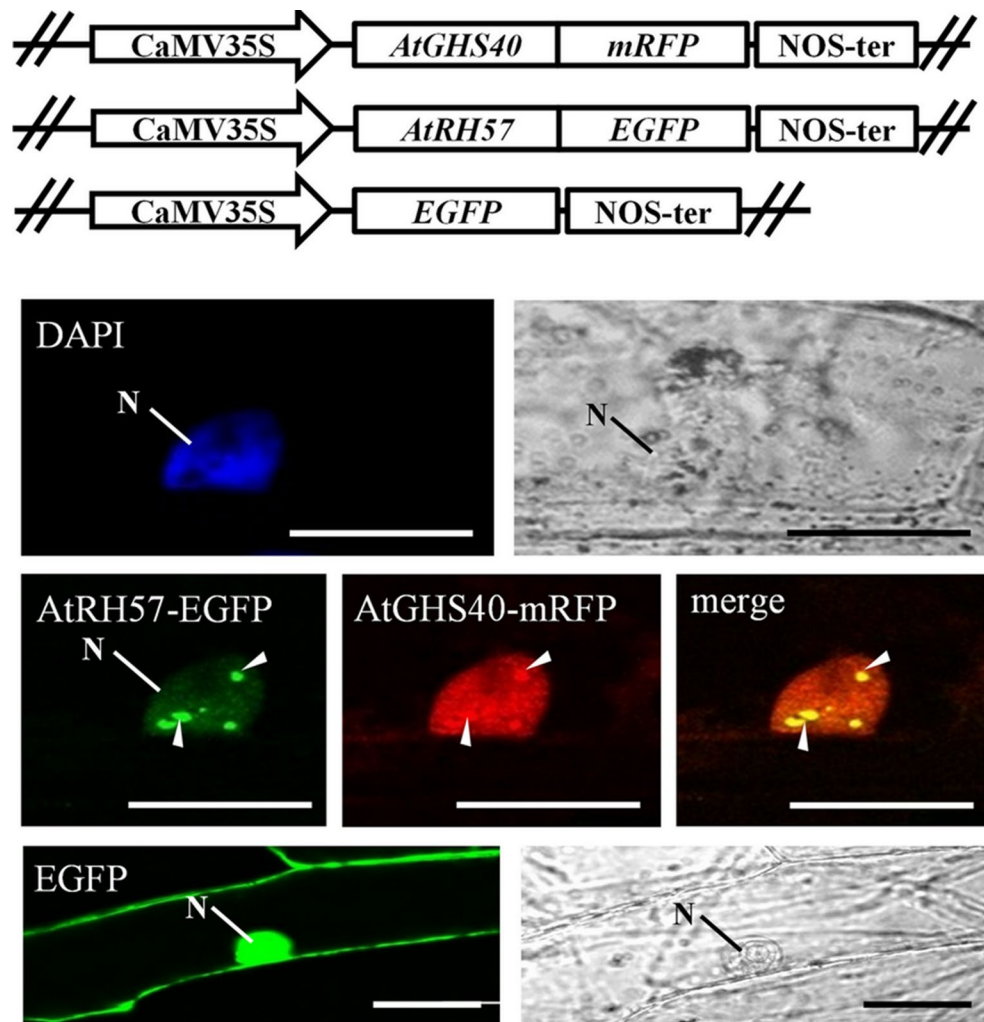 CaMV35S AtGHS40 mRFP NOS-ter
CaMV35S AtRH57 EGFP NOS-ter
CaMV35S EGFP NOS-ter
DAPI
N
N
AtRH57-EGFP
N
AtGHS40-mRFP
merge
EGFP
N
N